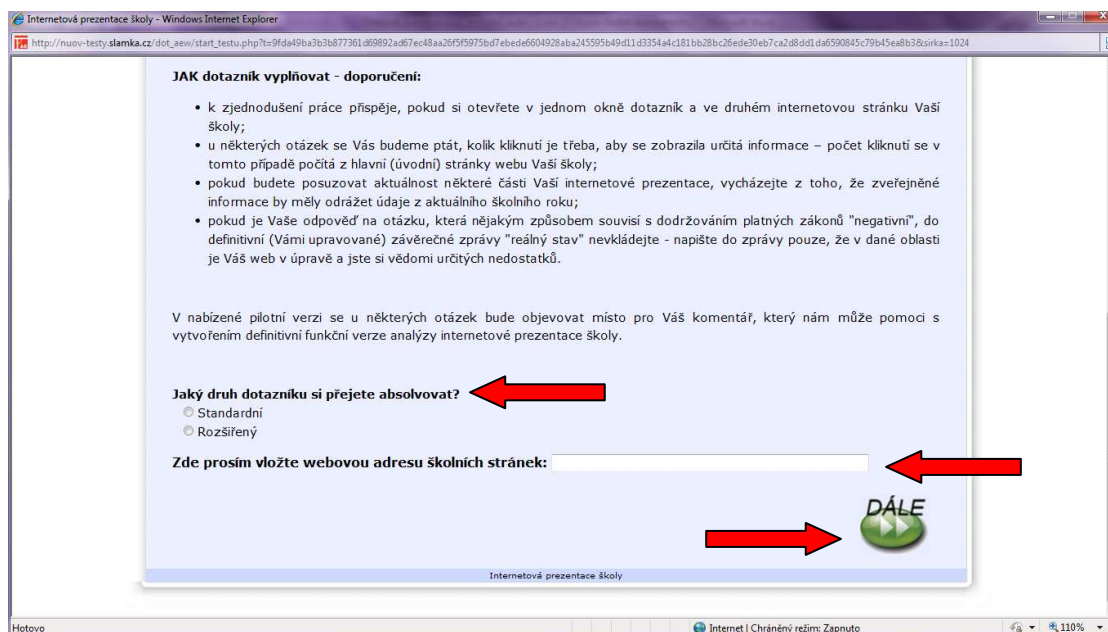 Internetová prezentace školy - Windows Internet Explorer
http://nuov-testy.slamka.cz/dot_aew/start_testu.php?t=9fda49ba3b3b877361d69892ad67ec48aa26f5f5975bd7ebede6604928aba245595b49d11d3354a4c181bb28bc26ede30eb7ca2d8dd1da6590845c79b45ea8b3&sirka=1024
JAK dotazník vyplňovat - doporučení:
• k zjednodušení práce přispěje, pokud si otevřete v jednom okně dotazník a ve druhém internetovou stránku Vaší
školy;
• u některých otázek se Vás budeme ptát, kolik kliknutí je třeba, aby se zobrazila určitá informace – počet kliknutí se v
tomto případě počítá z hlavní (úvodní) stránky webu Vaší školy;
• pokud budete posuzovat aktuálnost některé části Vaší internetové prezentace, vycházejte z toho, že zveřejněné
informace by měly odrážet údaje z aktuálního školního roku;
• pokud je Vaše odpověď na otázku, která nějakým způsobem souvisí s dodržováním platných zákonů "negativní", do
definitivní (Vámi upravované) závěrečné zprávy "reálný stav" nevkládejte - napište do zprávy pouze, že v dané oblasti
je Váš web v úpravě a jste si vědomi určitých nedostatků.
V nabízené pilotní verzi se u některých otázek bude objevovat místo pro Váš komentář, který nám může pomoci s
vytvořením definitivní funkční verze analýzy internetové prezentace školy.
Jaký druh dotazníku si přejete absolvovat?
Standardní
Rozšířený
Zde prosím vložte webovou adresu školních stránek:
DÁLE
Internetová prezentace školy
Hotovo
Internet | Chráněný režim: Zapnuto
110%